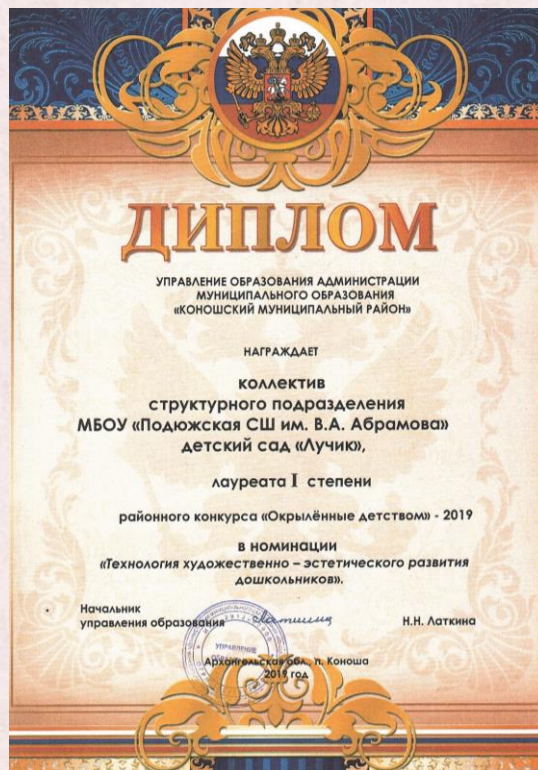 ДИПЛОМ
УПРАВЛЕНИЕ ОБРАЗОВАНИЯ АДМИНИСТРАЦИИ
МУНИЦИПАЛЬНОГО ОБРАЗОВАНИЯ
«КОНОШСКИЙ МУНИЦИПАЛЬНЫЙ РАЙОН»
НАГРАЖДАЕТ
коллектив
структурного подразделения
МБОУ «Подюжская СШ им. В.А. Абрамова»
детский сад «Лучик»,
лауреата I степени
районного конкурса «Окрылённые детством» - 2019
в номинации
«Технология художественно – эстетического развития
дошкольников».
Начальник
управления образования
Н.Н. Латкина
УПРАВЛЕНИЕ
Архангельская обл., п. Коноша
2019 год